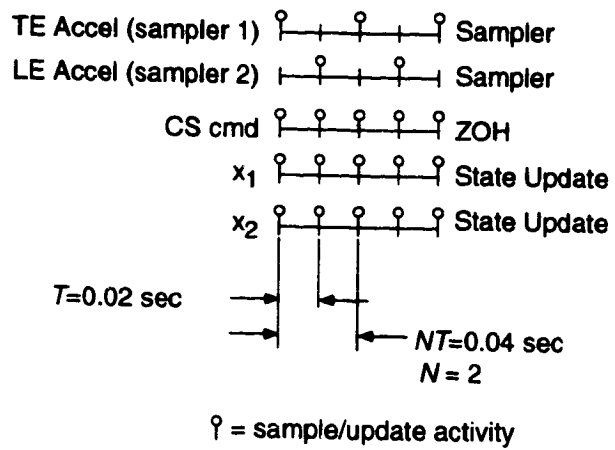 TE Accel (sampler 1) Sampler
LE Accel (sampler 2) Sampler
CS cmd ZOH
x1 State Update
x2 State Update
T=0.02 sec
NT=0.04 sec
N = 2
= sample/update activity